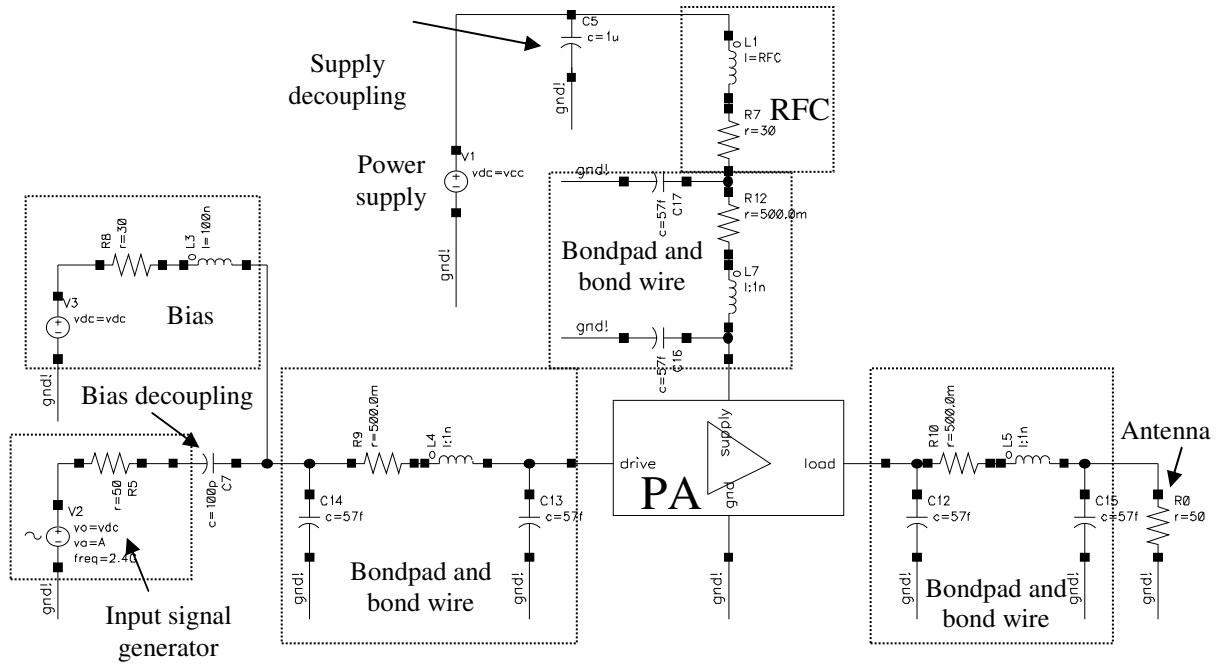 C5
c=1u
gnd!
Supply
decoupling
L1
l=RFC
RFC
R7
r=30
Power
supply
V1
vdc=vcc
gnd!
gnd!
C17
c=57f
R12
r=500.0m
Bondpad and
bond wire
L7
l:1n
gnd!
C16
c=57f
R8
r=30
L3
l=100n
V3
vdc=vdc
Bias
gnd!
Bias decoupling
R5
r=50
C7
c=100p
V2
vo=vdc
va=A
freq=2.4G
gnd!
Input signal
generator
R9
r=500.0m
L4
l:1n
C14
c=57f
gnd!
C13
c=57f
gnd!
Bondpad and
bond wire
drive
supply
load
gnd
PA
gnd!
R10
r=500.0m
L5
l:1n
Antenna
C12
c=57f
gnd!
C15
c=57f
gnd!
R0
r=50
gnd!
Bondpad and
bond wire